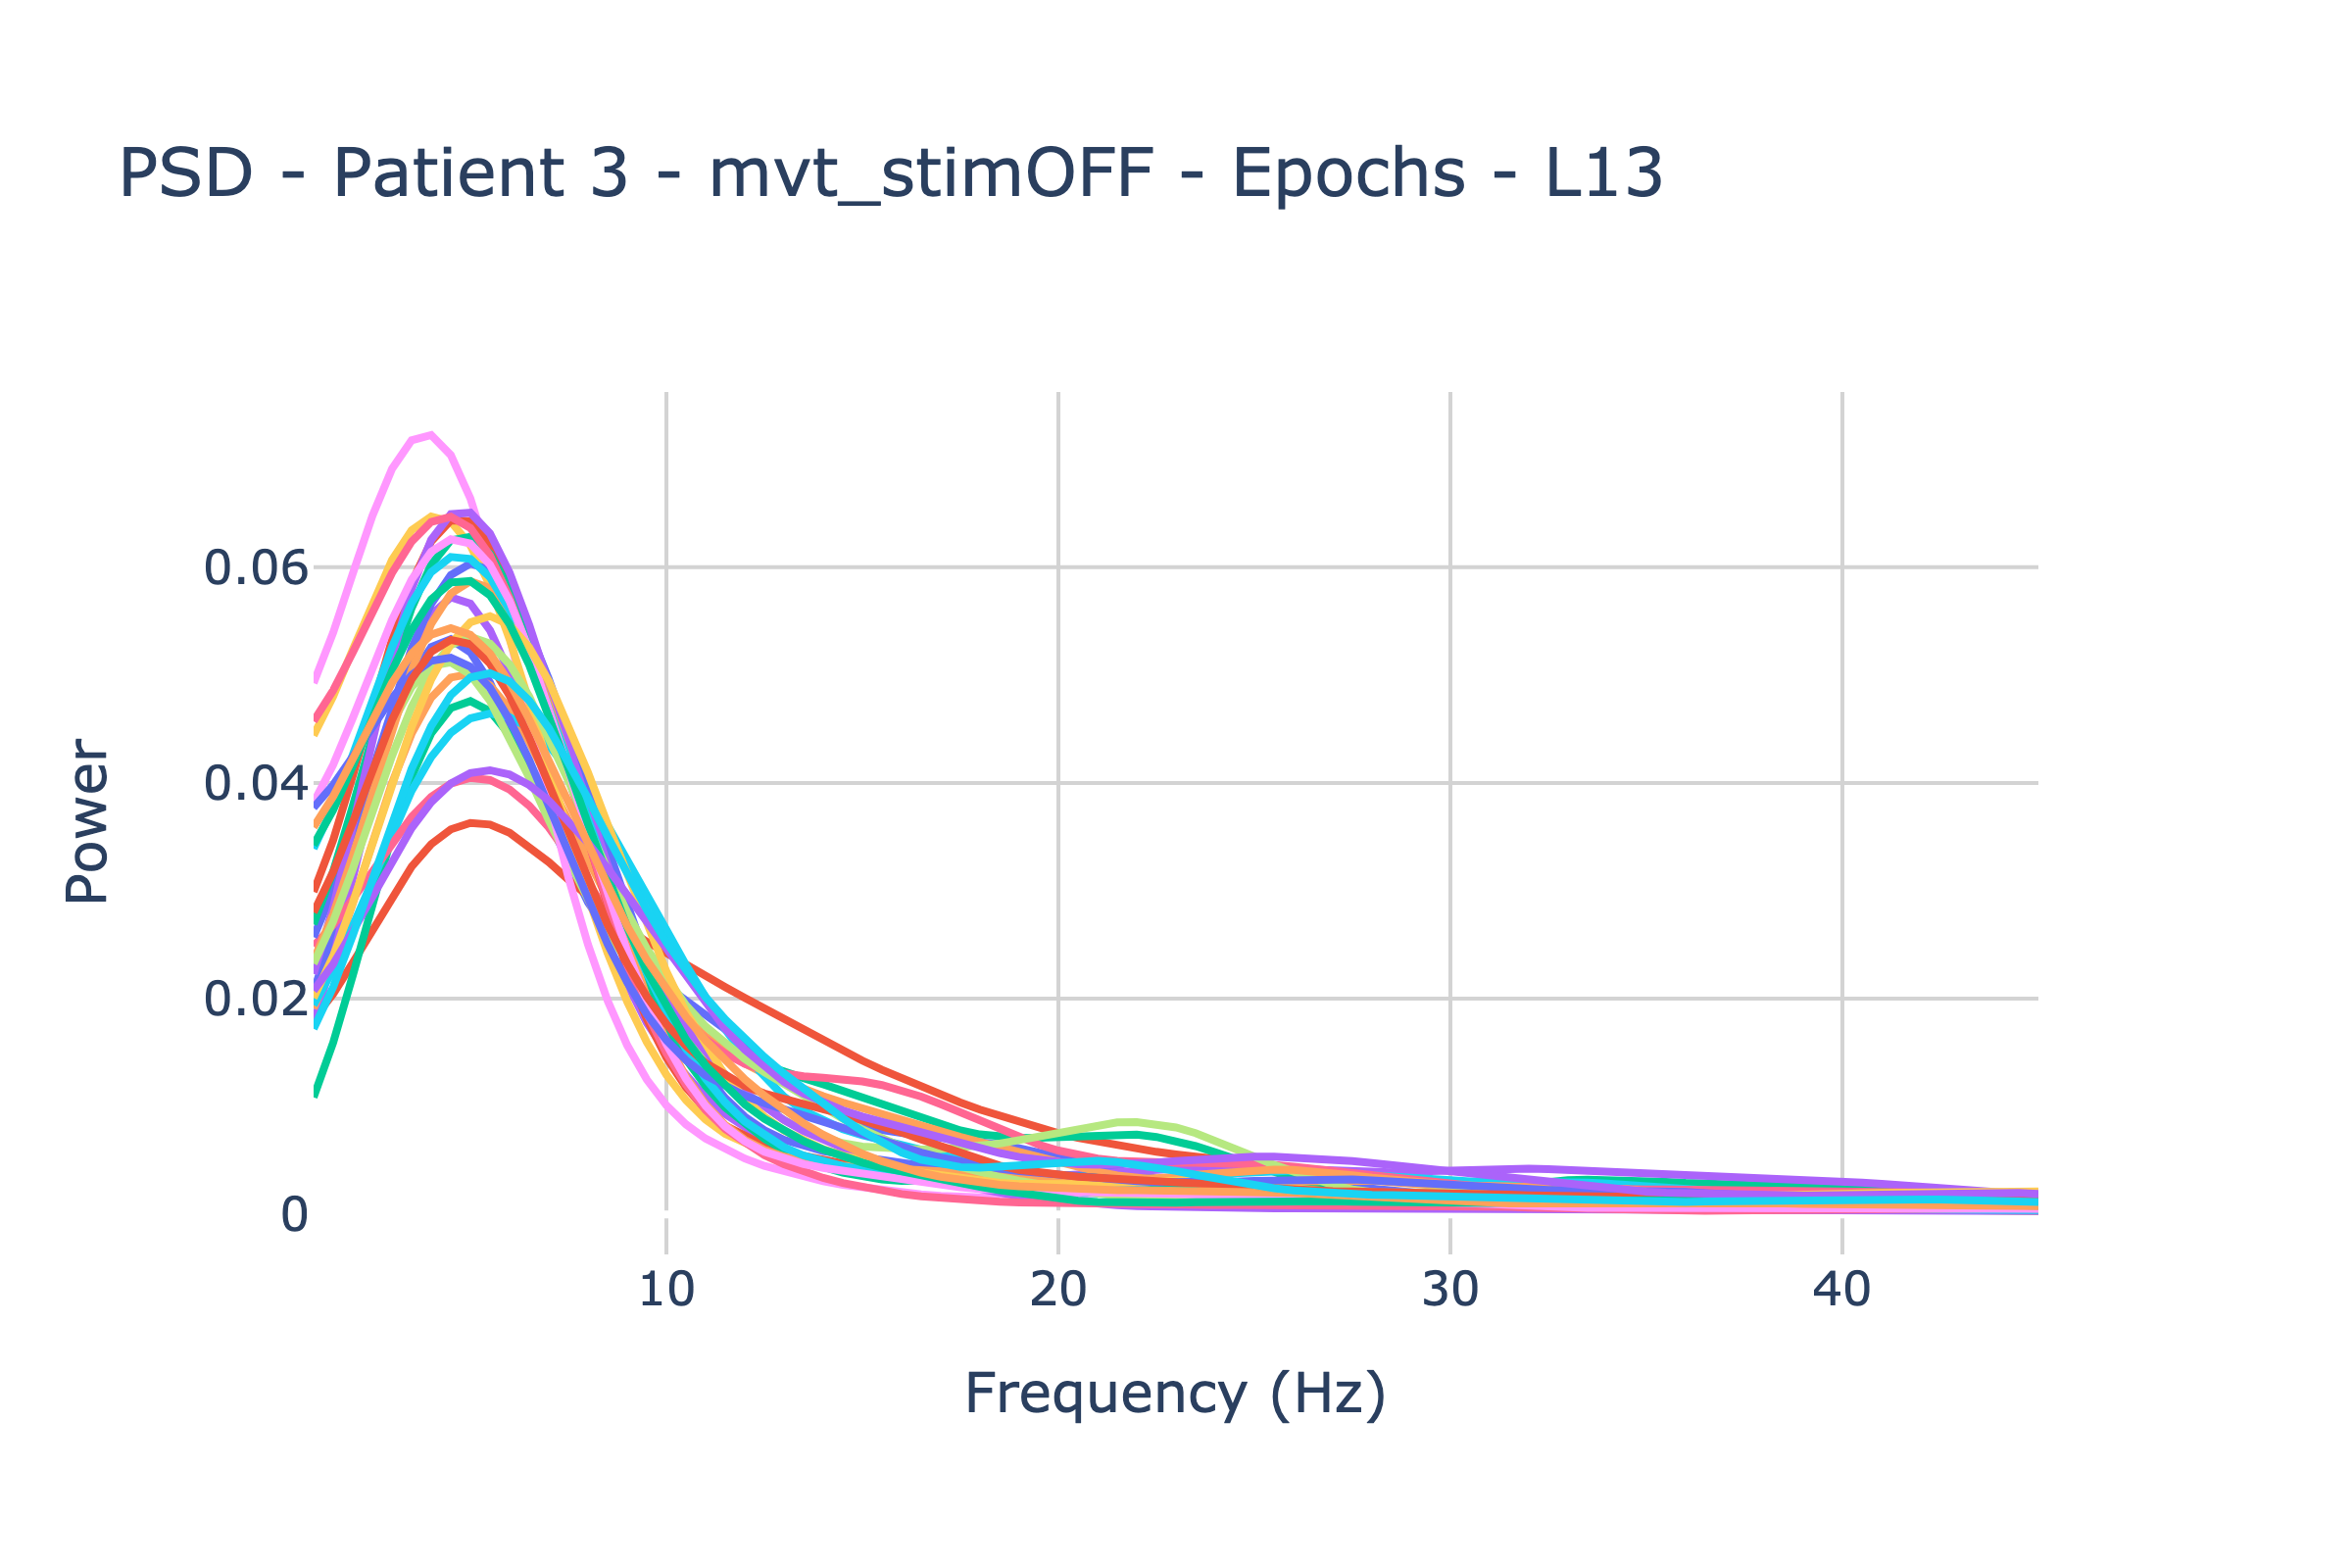 PSD - Patient 3 - mvt_stimOFF - Epochs - L13
0.06
0.04
0.02
0
Power
10 20 30 40
Frequency (Hz)